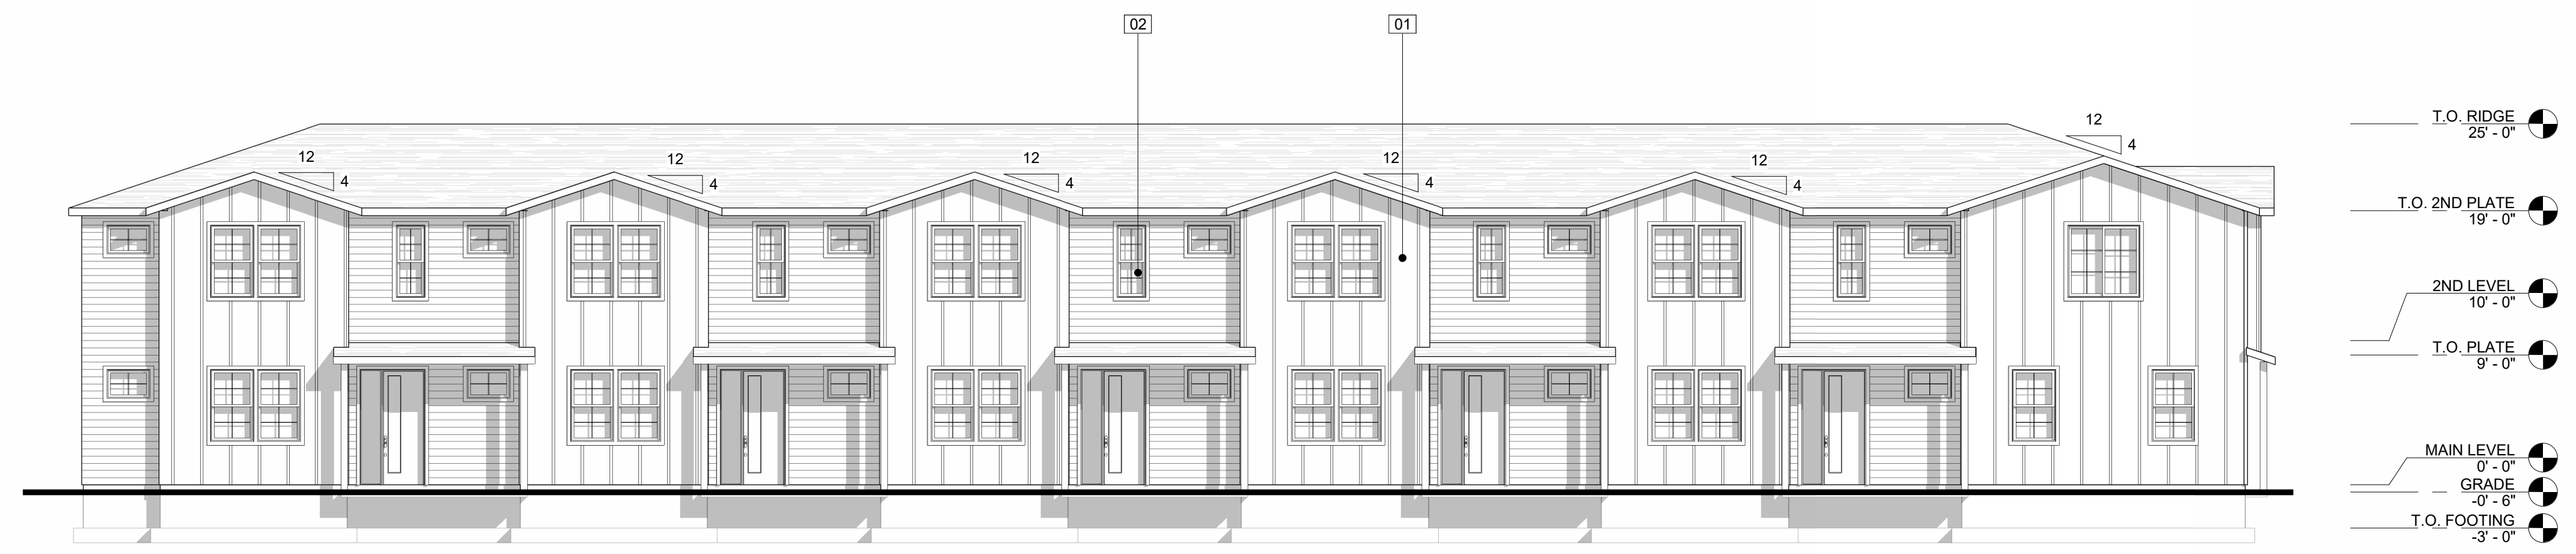 02
01
12
4
12
4
12
4
12
4
12
4
12
4
T.O. RIDGE
25' - 0"
T.O. 2ND PLATE
19' - 0"
2ND LEVEL
10' - 0"
T.O. PLATE
9' - 0"
MAIN LEVEL
0' - 0"
GRADE
-0' - 6"
T.O. FOOTING
-3' - 0"